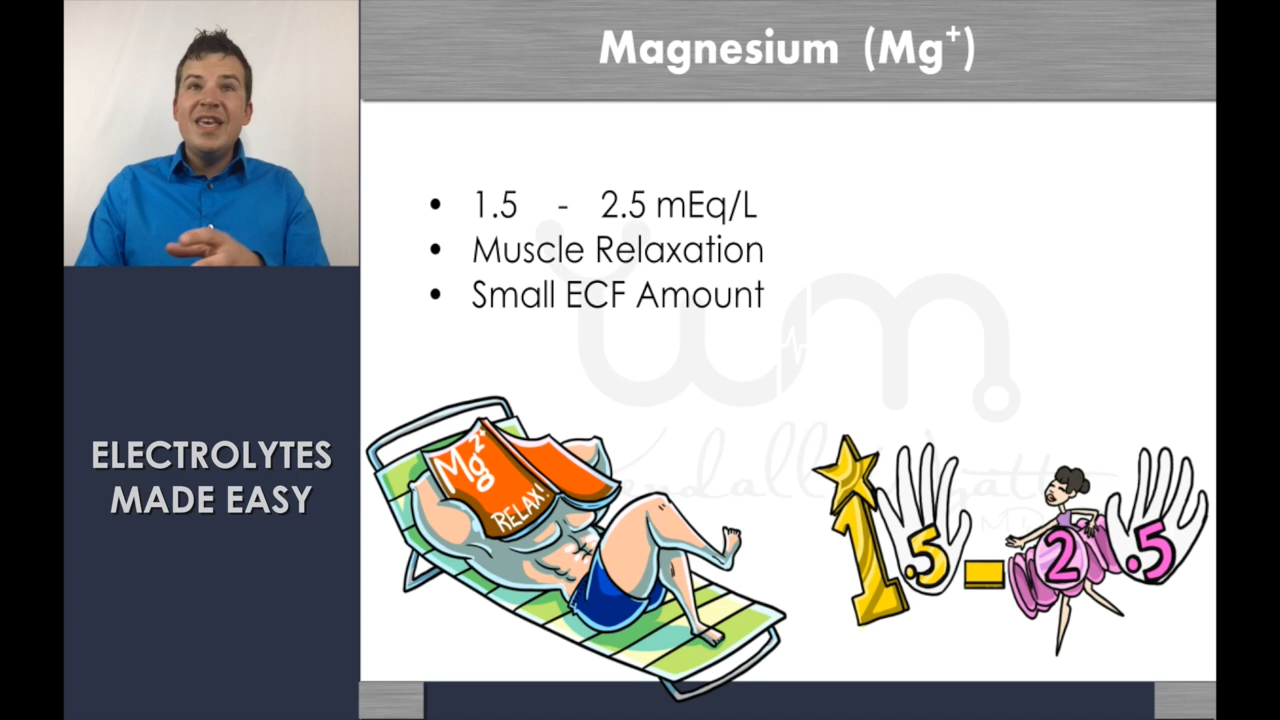 Magnesium (Mg⁺)
• 1.5 - 2.5 mEq/L
• Muscle Relaxation
• Small ECF Amount
ELECTROLYTES
MADE EASY
Mg²⁺
RELAX!
1.5 - 2.5